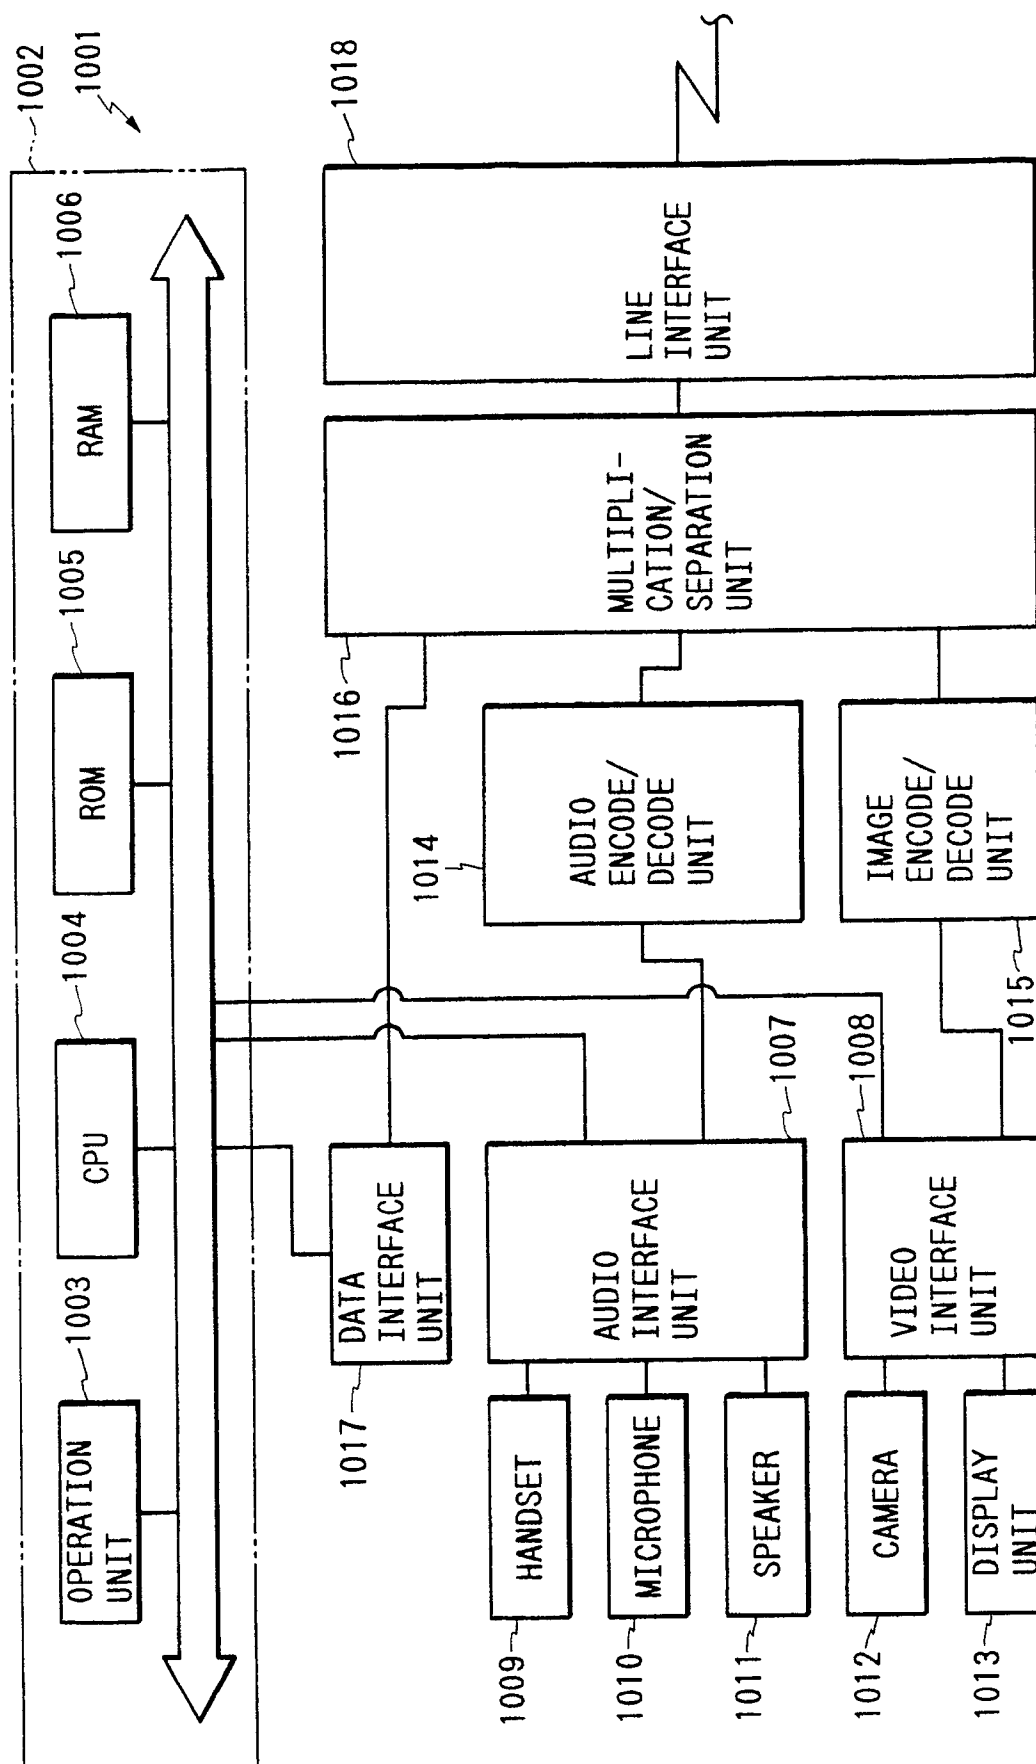 1002
1001
1003
1004
1005
1006
OPERATION
UNIT
CPU
ROM
RAM
1017
DATA
INTERFACE
UNIT
1016
1018
1009
HANDSET
1010
MICROPHONE
1011
SPEAKER
AUDIO
INTERFACE
UNIT
1007
1014
AUDIO
ENCODE/
DECODE
UNIT
MULTIPLI-
CATION/
SEPARATION
UNIT
LINE
INTERFACE
UNIT
1012
CAMERA
1013
DISPLAY
UNIT
VIDEO
INTERFACE
UNIT
1008
1015
IMAGE
ENCODE/
DECODE
UNIT